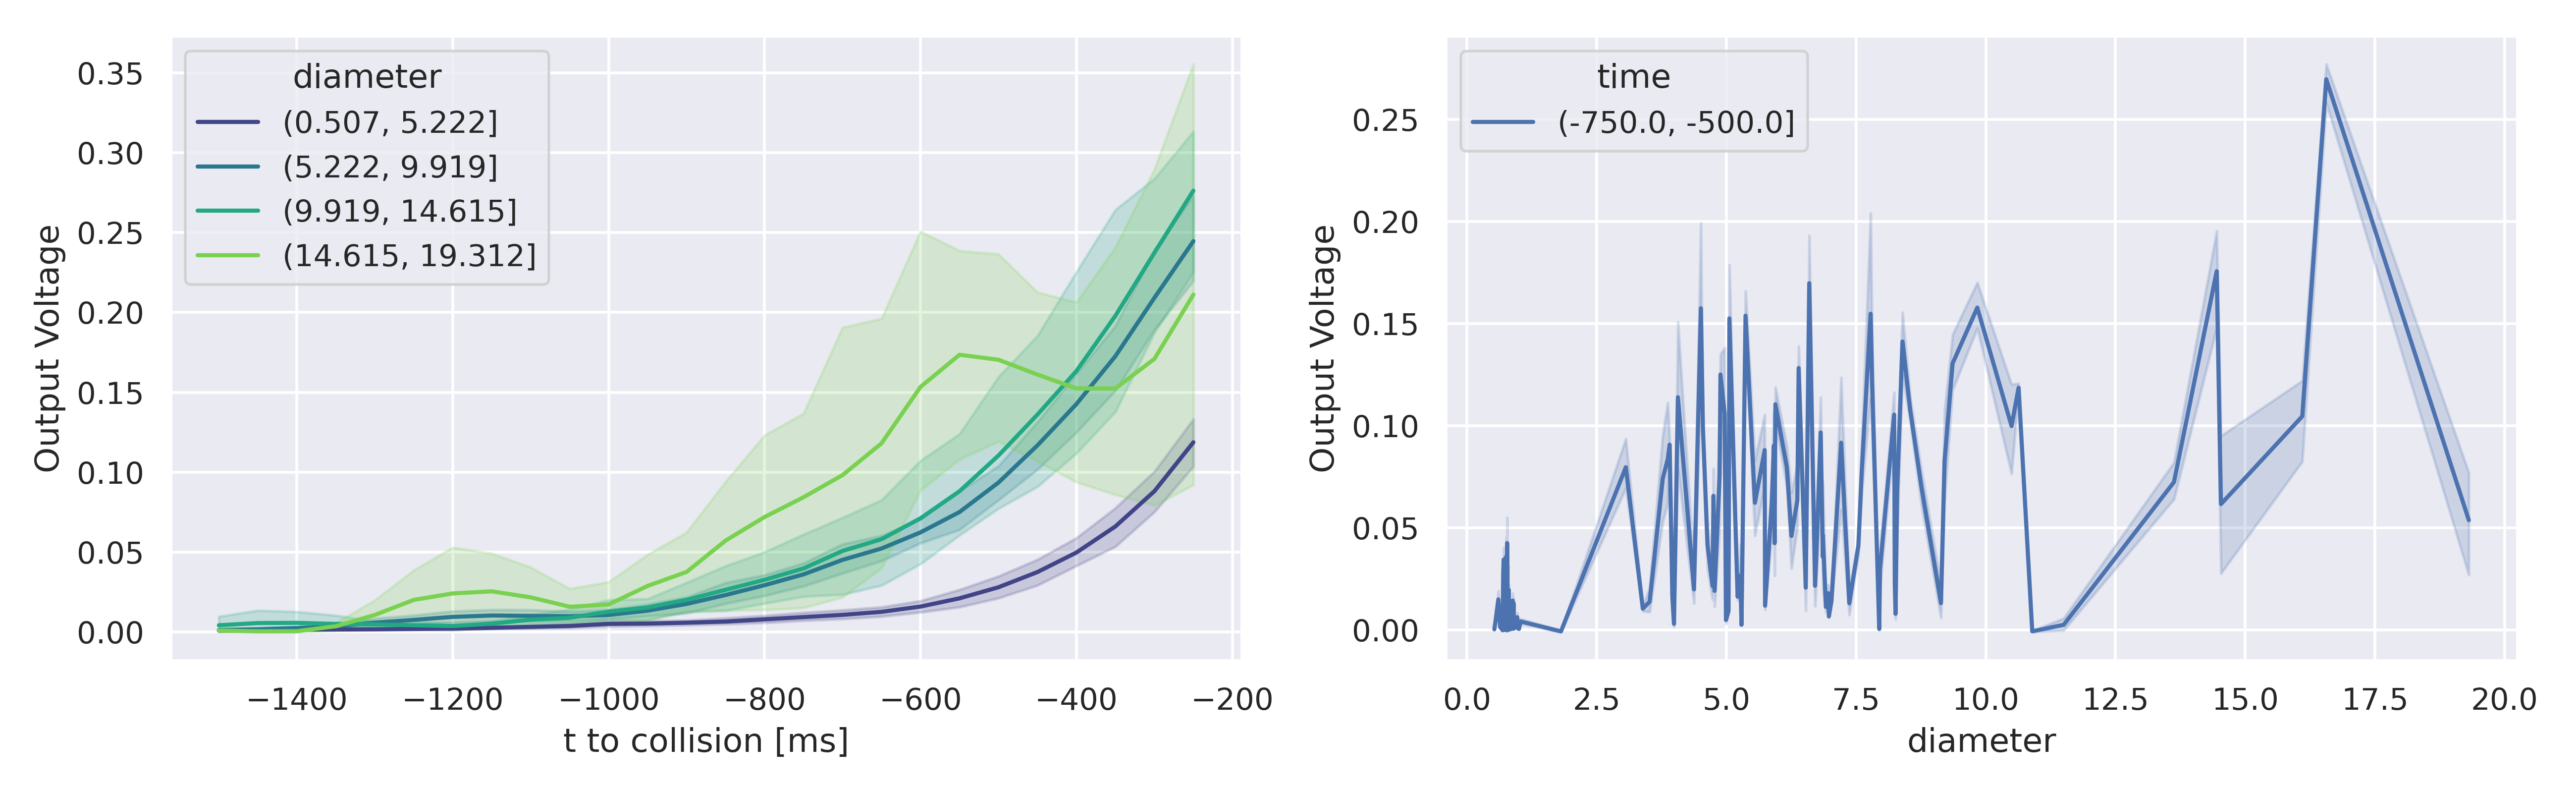 diameter
(0.507, 5.222]
(5.222, 9.919]
(9.919, 14.615]
(14.615, 19.312]
0.35
0.30
0.25
0.20
0.15
0.10
0.05
0.00
Output Voltage
−1400 −1200 −1000 −800 −600 −400 −200
t to collision [ms]
time
(-750.0, -500.0]
0.25
0.20
0.15
0.10
0.05
0.00
Output Voltage
0.0 2.5 5.0 7.5 10.0 12.5 15.0 17.5 20.0
diameter